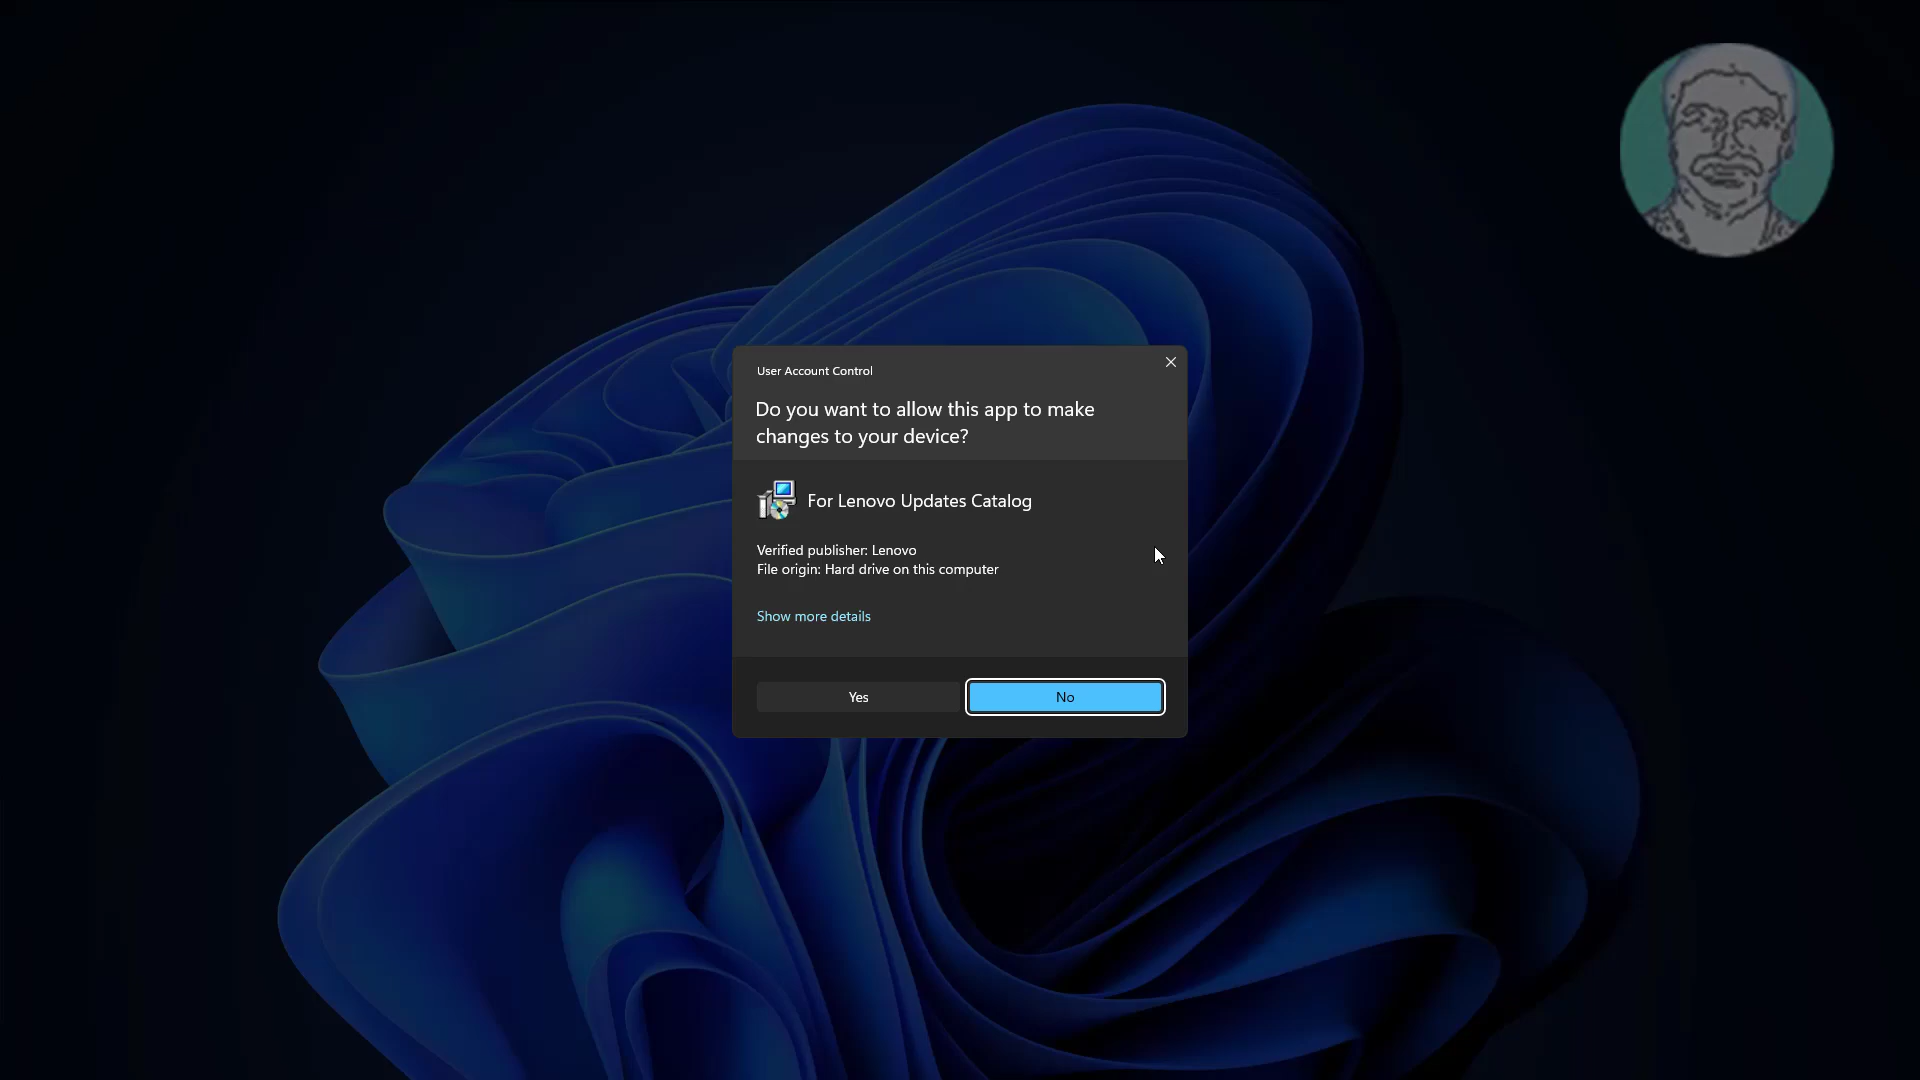 User Account Control
Do you want to allow this app to make
changes to your device?
For Lenovo Updates Catalog
Verified publisher: Lenovo
File origin: Hard drive on this computer
Show more details
Yes
No